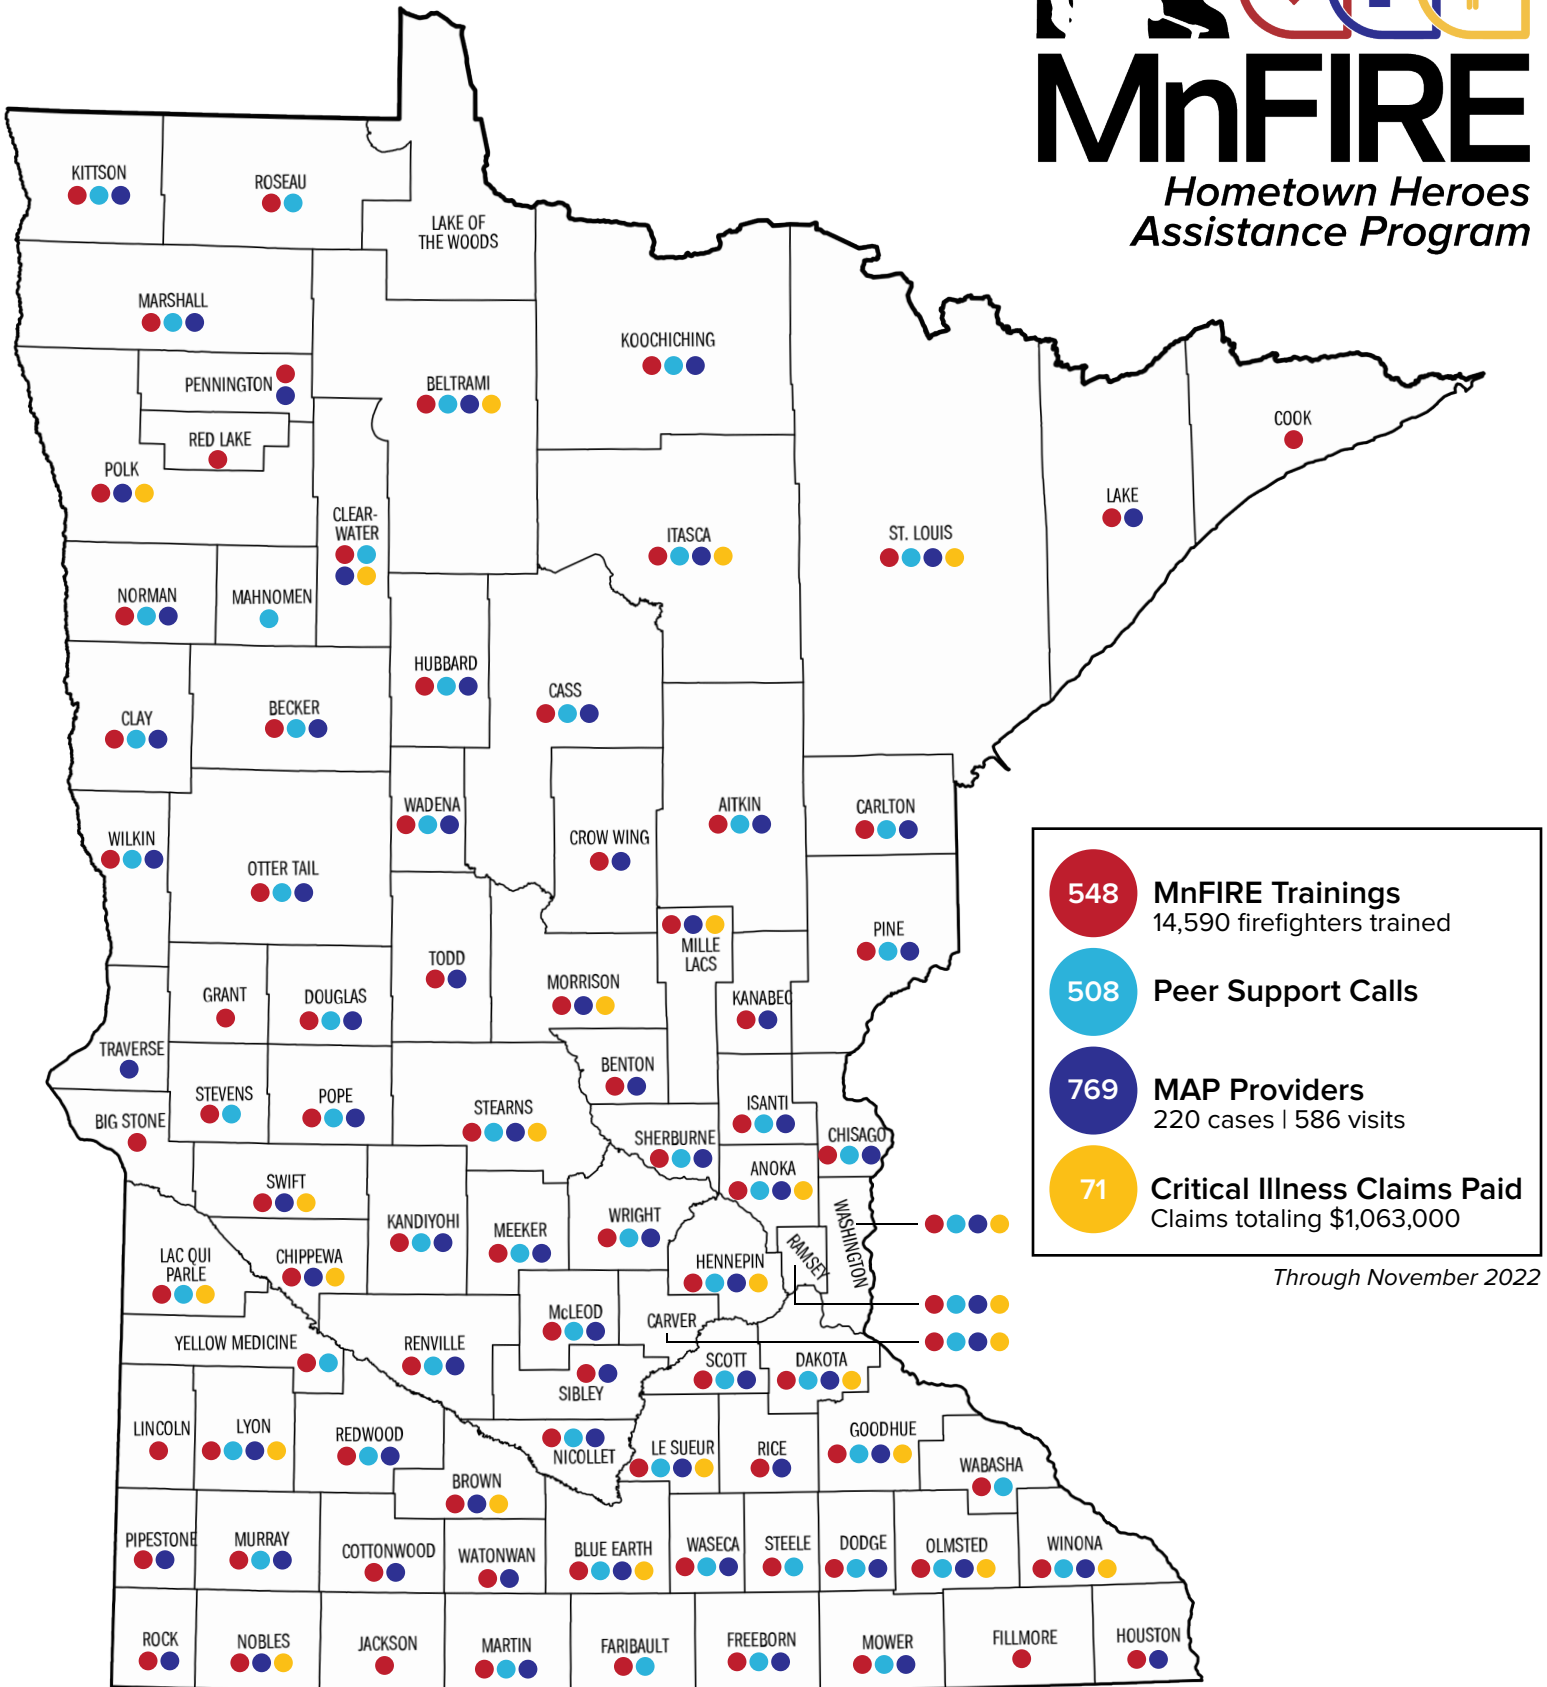 MnFIRE
Hometown Heroes
Assistance Program
KITTSON
ROSEAU
LAKE OF
THE WOODS
MARSHALL
KOOCHICHING
PENNINGTON
BELTRAMI
RED LAKE
COOK
POLK
LAKE
CLEAR-
WATER
ITASCA
ST. LOUIS
NORMAN
MAHNOMEN
HUBBARD
CASS
CLAY
BECKER
WADENA
AITKIN
CARLTON
WILKIN
CROW WING
OTTER TAIL
548
MnFIRE Trainings
14,590 firefighters trained
508
Peer Support Calls
769
MAP Providers
220 cases | 586 visits
71
Critical Illness Claims Paid
Claims totaling $1,063,000
Through November 2022
PINE
MILLE
LACS
TODD
MORRISON
GRANT
DOUGLAS
KANABEC
TRAVERSE
BENTON
STEVENS
POPE
STEARNS
ISANTI
BIG STONE
SHERBURNE
CHISAGO
ANOKA
SWIFT
KANDIYOHI
MEEKER
WRIGHT
WASHINGTON
RAMSEY
LAC QUI
PARLE
CHIPPEWA
HENNEPIN
McLEOD
CARVER
YELLOW MEDICINE
RENVILLE
SCOTT
DAKOTA
SIBLEY
LINCOLN
LYON
REDWOOD
NICOLLET
LE SUEUR
RICE
GOODHUE
WABASHA
BROWN
PIPESTONE
MURRAY
COTTONWOOD
WATONWAN
BLUE EARTH
WASECA
STEELE
DODGE
OLMSTED
WINONA
ROCK
NOBLES
JACKSON
MARTIN
FARIBAULT
FREEBORN
MOWER
FILLMORE
HOUSTON